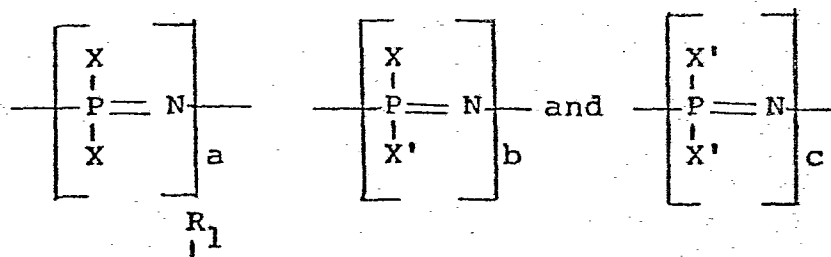 X X X'
P = N P = N and P = N
X a X' b X' c
R1